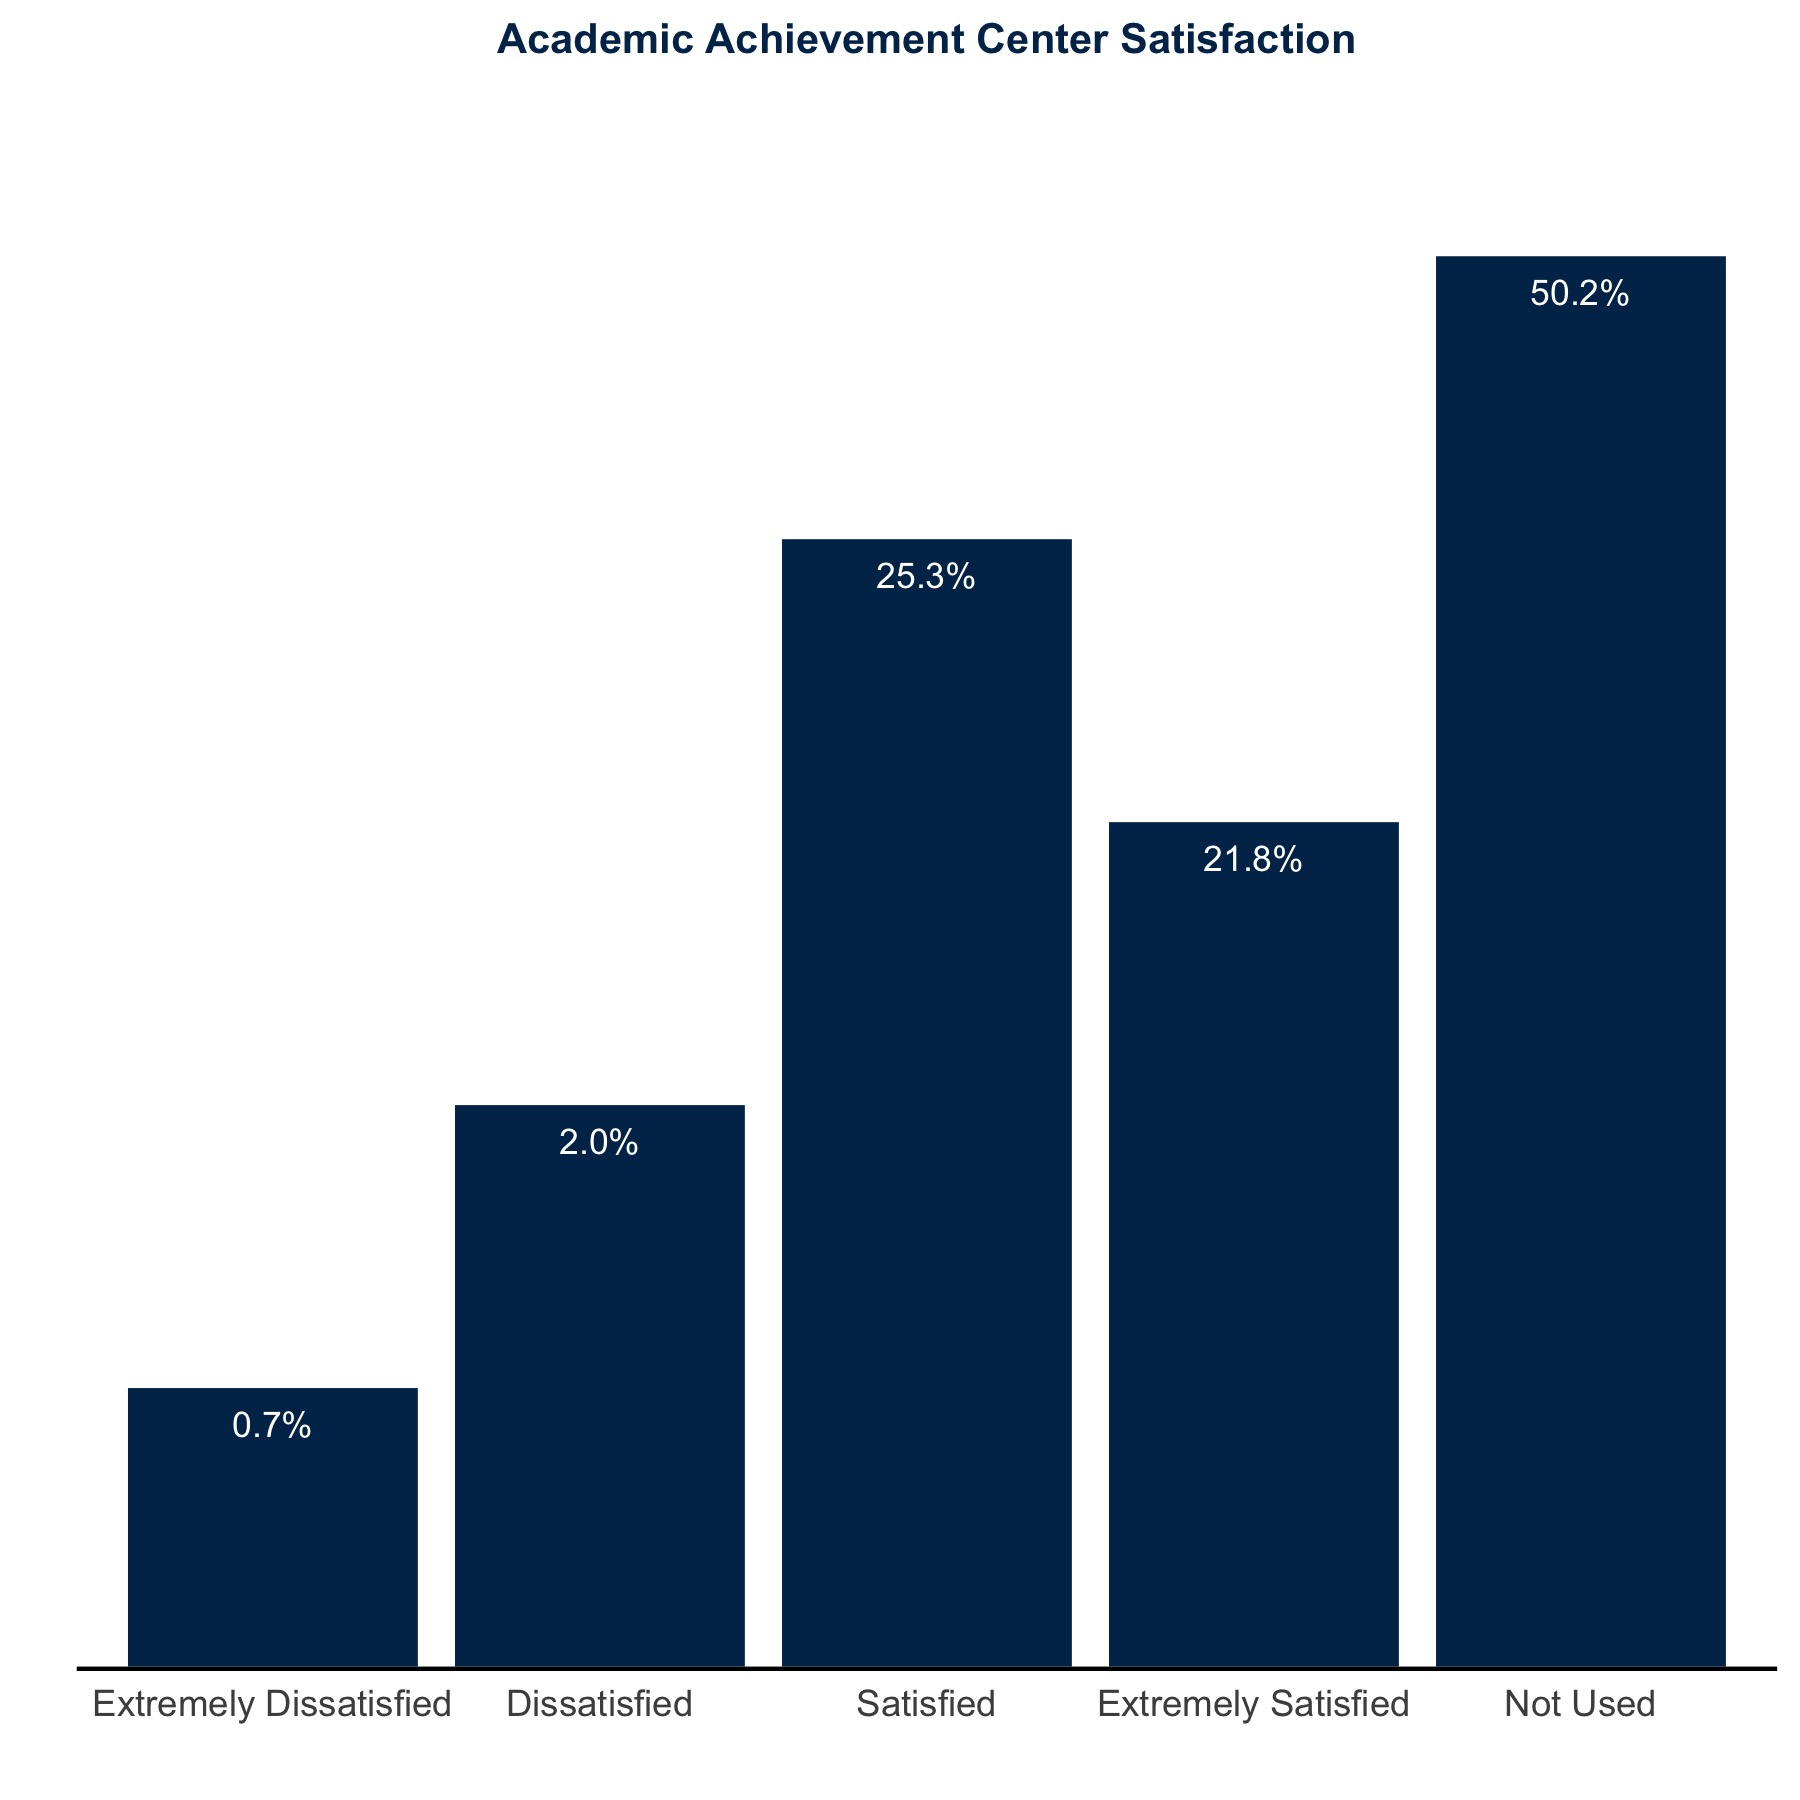 Academic Achievement Center Satisfaction
50.2%
25.3%
21.8%
2.0%
0.7%
Extremely Dissatisfied
Dissatisfied
Satisfied
Extremely Satisfied
Not Used